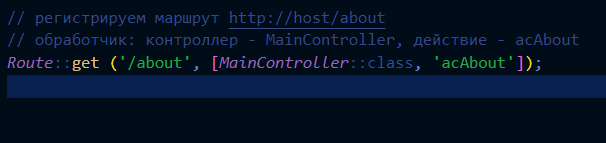 // регистрируем маршрут http://host/about
// обработчик: контроллер - MainController, действие - acAbout
Route::get ('/about', [MainController::class, 'acAbout']);